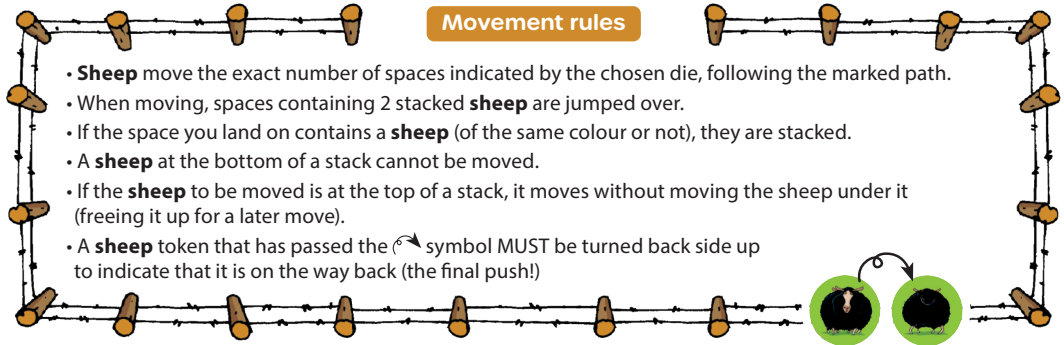 Movement rules
• Sheep move the exact number of spaces indicated by the chosen die, following the marked path.
• When moving, spaces containing 2 stacked sheep are jumped over.
• If the space you land on contains a sheep (of the same colour or not), they are stacked.
• A sheep at the bottom of a stack cannot be moved.
• If the sheep to be moved is at the top of a stack, it moves without moving the sheep under it
(freeing it up for a later move).
• A sheep token that has passed the symbol MUST be turned back side up
to indicate that it is on the way back (the final push!)